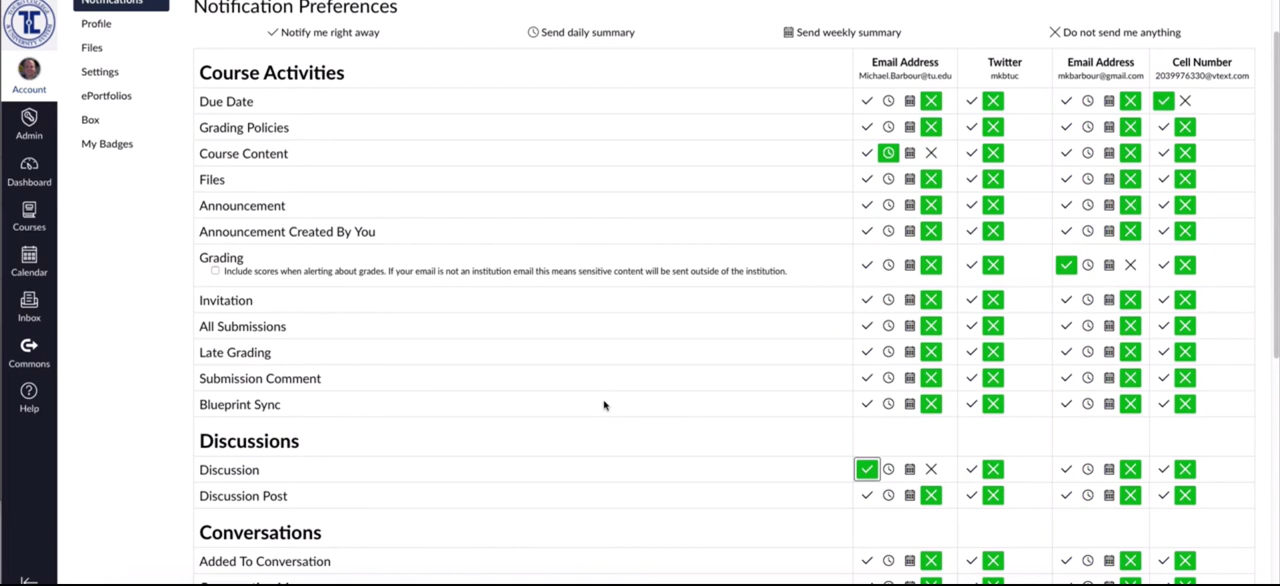 Notifications
Notification Preferences
Profile
Files
Settings
ePortfolios
Box
My Badges
Account
Admin
Dashboard
Courses
Calendar
Inbox
Commons
Help
Notify me right away
Send daily summary
Send weekly summary
Do not send me anything
Course Activities
Email Address
Michael.Barbour@tu.edu
Twitter
mkbtuc
Email Address
mkbarbour@gmail.com
Cell Number
2039976330@vtext.com
Due Date
Grading Policies
Course Content
Files
Announcement
Announcement Created By You
Grading
Include scores when alerting about grades. If your email is not an institution email this means sensitive content will be sent outside of the institution.
Invitation
All Submissions
Late Grading
Submission Comment
Blueprint Sync
Discussions
Discussion
Discussion Post
Conversations
Added To Conversation